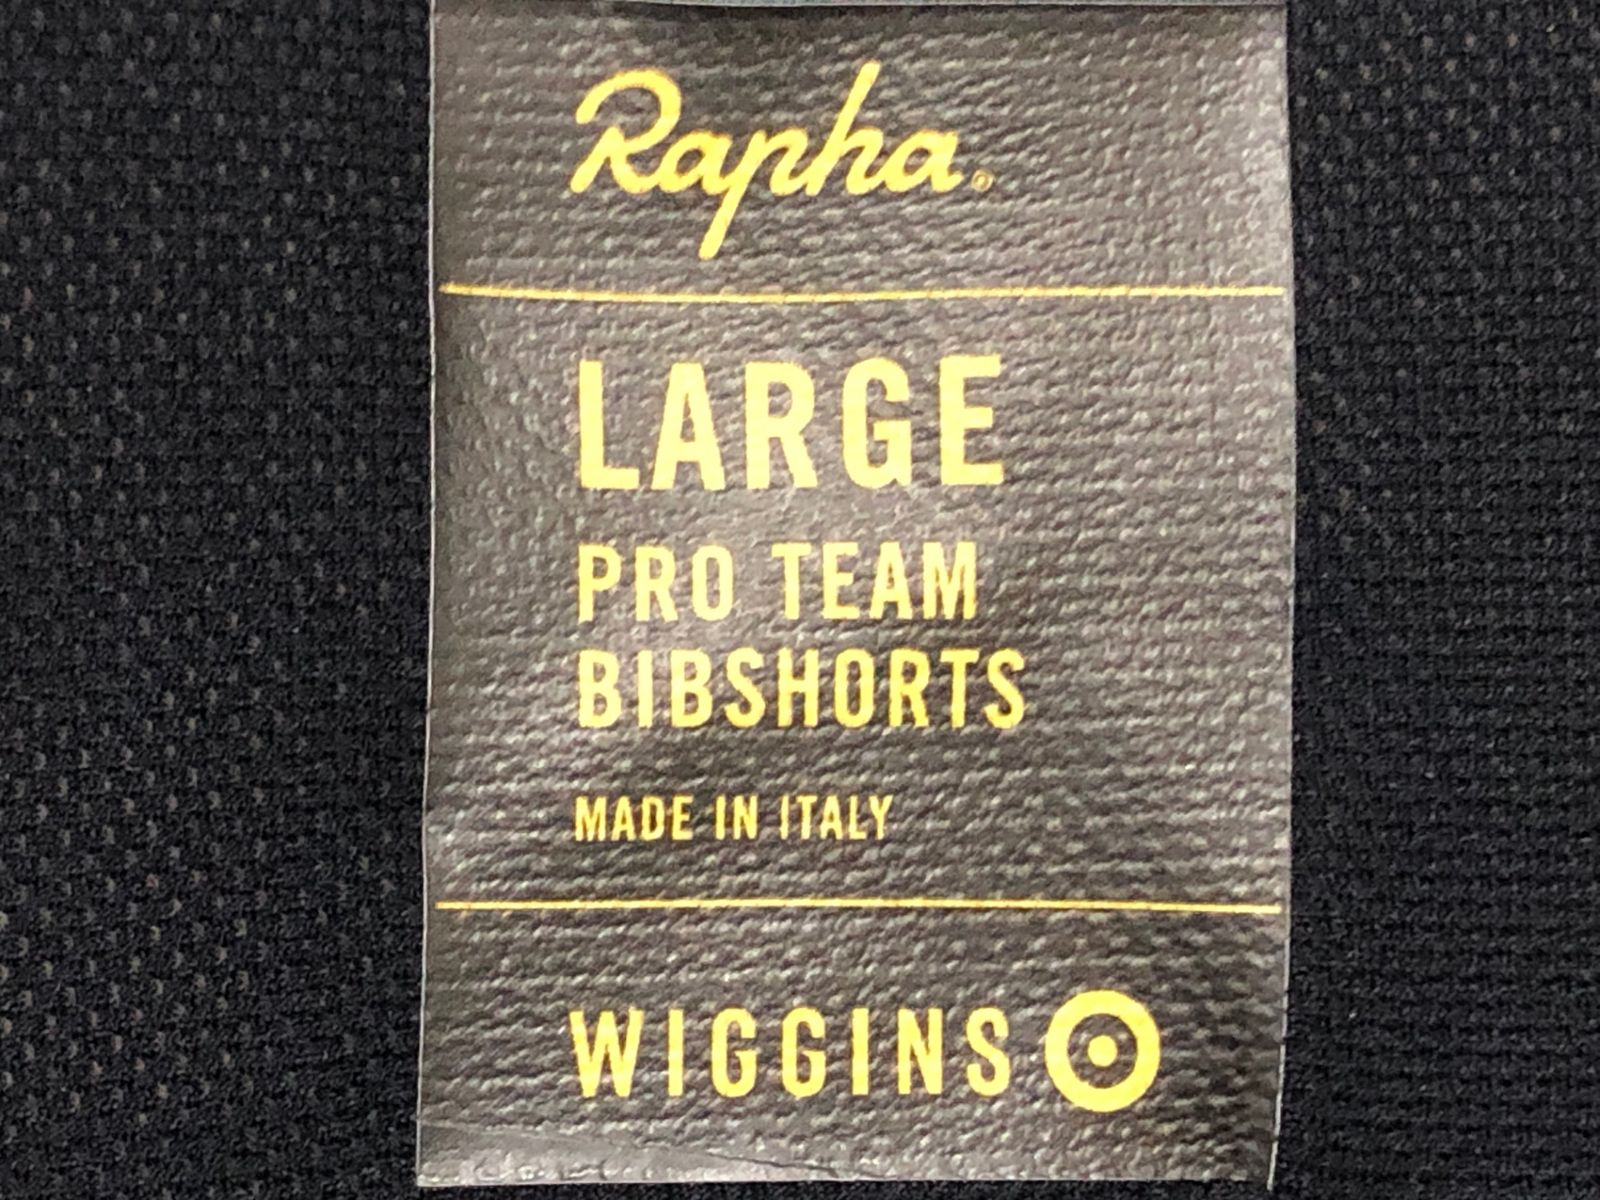 Rapha®
LARGE
PRO TEAM
BIBSHORTS
MADE IN ITALY
WIGGINS